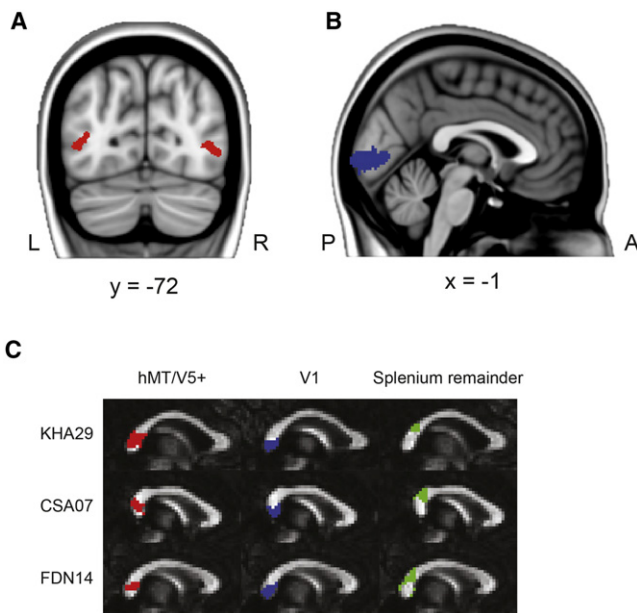 A
B
L
R
P
A
y = -72
x = -1
C
hMT/V5+
V1
Splenium remainder
KHA29
CSA07
FDN14